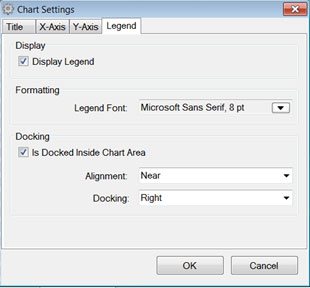 Chart Settings
Title X-Axis Y-Axis Legend
Display
Display Legend
Formatting
Legend Font: Microsoft Sans Serif, 8 pt
Docking
Is Docked Inside Chart Area
Alignment: Near
Docking: Right
OK Cancel